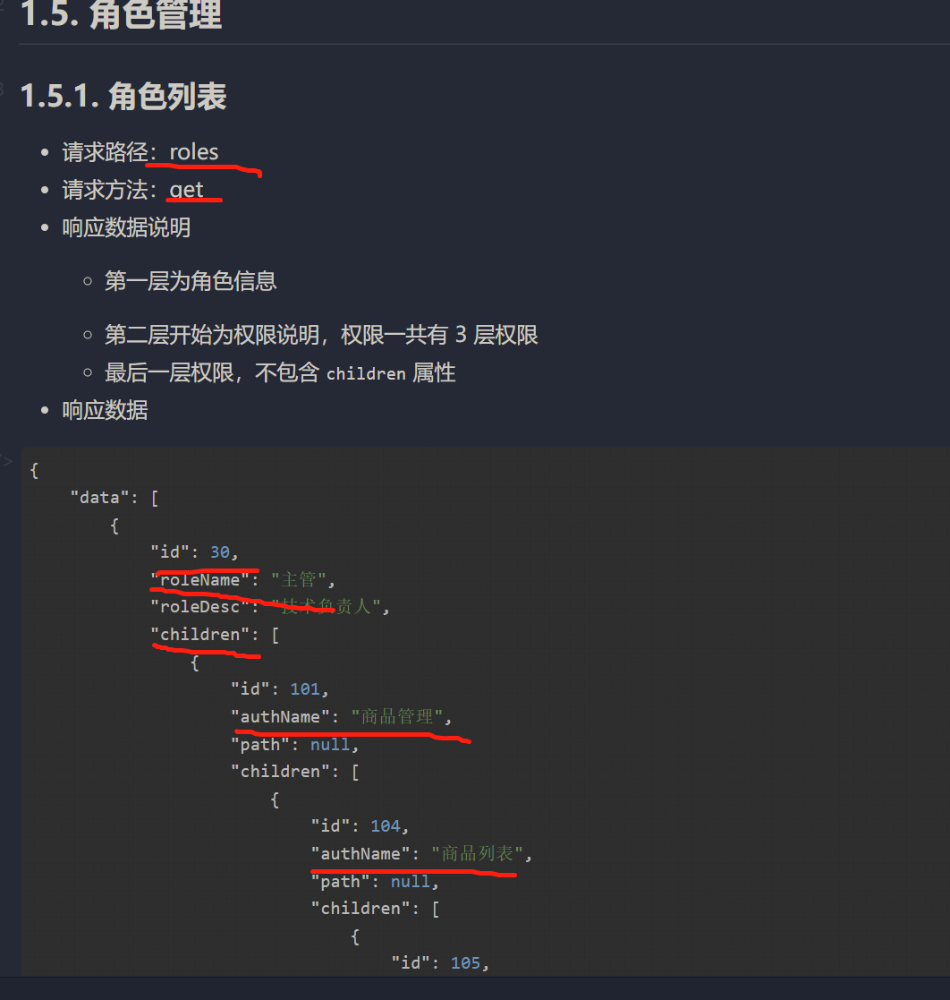 1.5. 角色管理
1.5.1. 角色列表
请求路径：roles
请求方法：get
响应数据说明
第一层为角色信息
第二层开始为权限说明，权限一共有 3 层权限
最后一层权限，不包含 children 属性
响应数据
{
"data": [
{
"id": 30,
"roleName": "主管",
"roleDesc": "技术负责人",
"children": [
{
"id": 101,
"authName": "商品管理",
"path": null,
"children": [
{
"id": 104,
"authName": "商品列表",
"path": null,
"children": [
{
"id": 105,